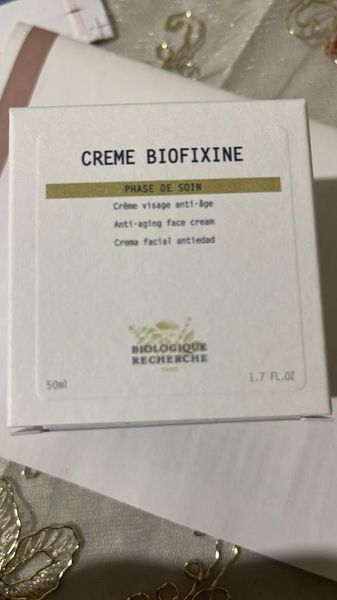 CREME BIOFIXINE
PHASE DE SOIN
Crème visage anti-âge
Anti-aging face cream
Crema facial antiedad
BIOLOGIQUE
RECHERCHE
PARIS
50ml
1.7 FL.OZ